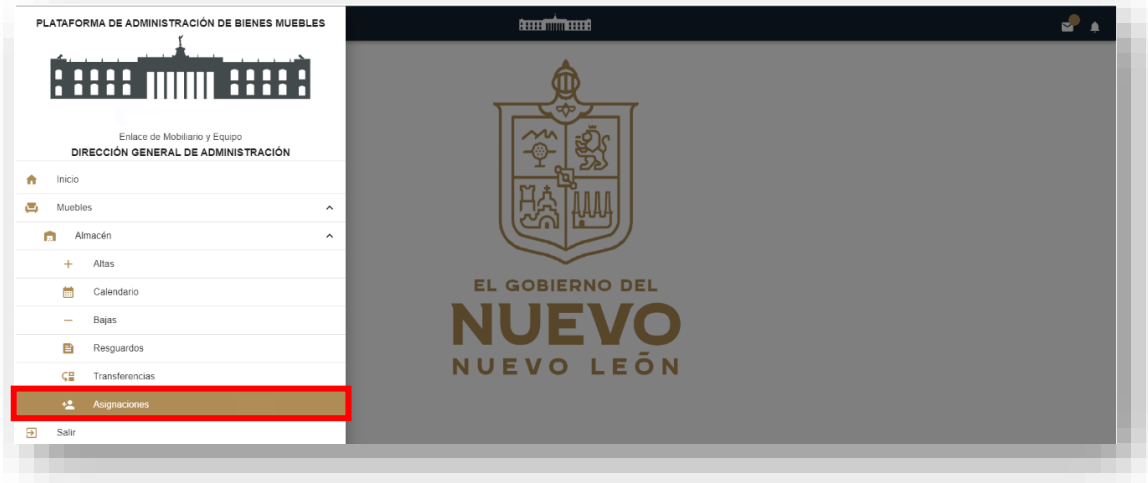 PLATAFORMA DE ADMINISTRACIÓN DE BIENES MUEBLES
Enlace de Mobiliario y Equipo
DIRECCIÓN GENERAL DE ADMINISTRACIÓN
Inicio
Muebles
Almacén
Altas
Calendario
Bajas
Resguardos
Transferencias
Asignaciones
Salir
EL GOBIERNO DEL
NUEVO
NUEVO LEÓN